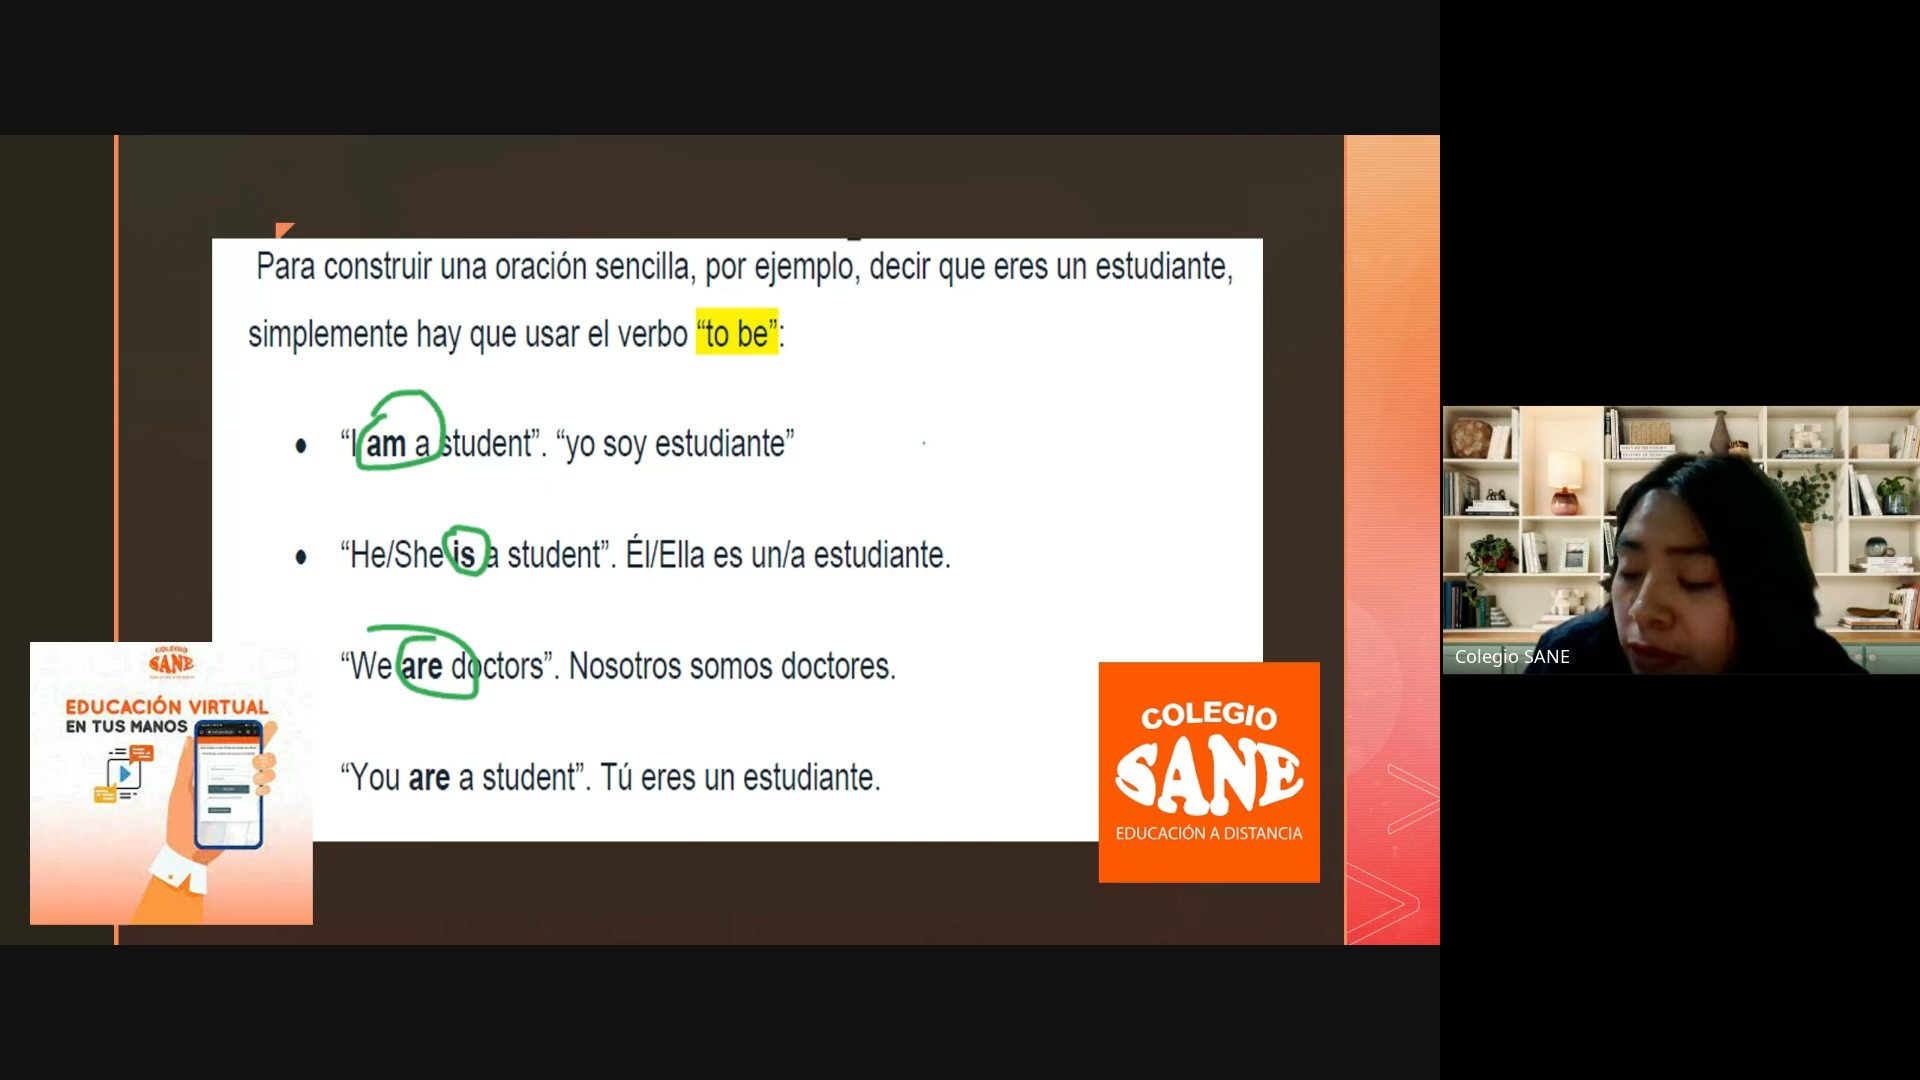 Para construir una oración sencilla, por ejemplo, decir que eres un estudiante,
simplemente hay que usar el verbo “to be”:
• “I am a student”. “yo soy estudiante”
• “He/She is a student”. Él/Ella es un/a estudiante.
“We are doctors”. Nosotros somos doctores.
“You are a student”. Tú eres un estudiante.
COLEGIO
SANE
EDUCACIÓN VIRTUAL
EN TUS MANOS
COLEGIO
SANE
EDUCACIÓN A DISTANCIA
Colegio SANE